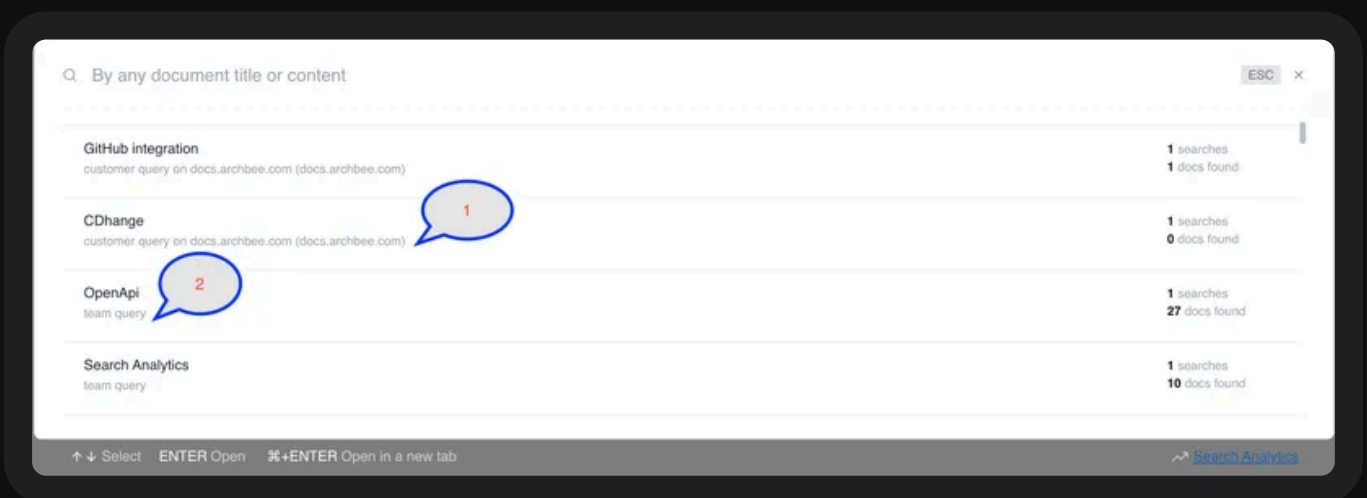 By any document title or content ESC ×
GitHub integration 1 searches
customer query on docs.archbee.com (docs.archbee.com) 1 docs found
1
CDhange 1 searches
customer query on docs.archbee.com (docs.archbee.com) 0 docs found
2
OpenApi 1 searches
team query 27 docs found
Search Analytics 1 searches
team query 10 docs found
↑ ↓ Select ENTER Open ⌘+ENTER Open in a new tab Search Analytics